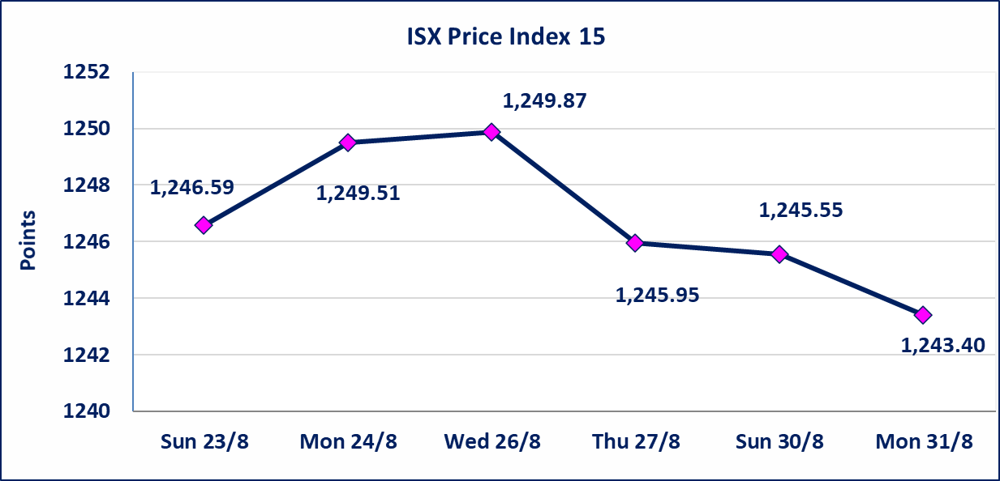 ISX Price Index 15
Points
1252
1250
1248
1246
1244
1242
1240
1,246.59
1,249.51
1,249.87
1,245.95
1,245.55
1,243.40
Sun 23/8
Mon 24/8
Wed 26/8
Thu 27/8
Sun 30/8
Mon 31/8